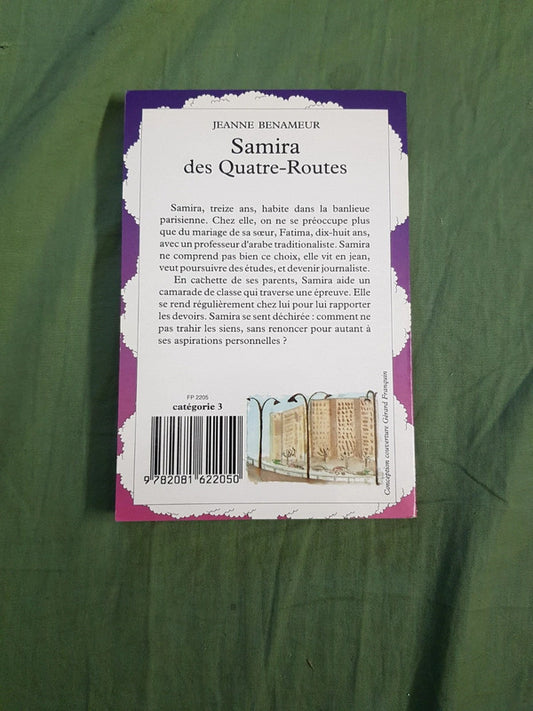 JEANNE BENAMEUR
Samira
des Quatre-Routes
Samira, treize ans, habite dans la banlieue
parisienne. Chez elle, on ne se préoccupe plus
que du mariage de sa sœur, Fatima, dix-huit ans,
avec un professeur d'arabe traditionaliste. Samira
ne comprend pas bien ce choix, elle vit en jean,
veut poursuivre des études, et devenir journaliste.
En cachette de ses parents, Samira aide un
camarade de classe qui traverse une épreuve. Elle
se rend régulièrement chez lui pour lui rapporter
les devoirs. Samira se sent déchirée : comment ne
pas trahir les siens, sans renoncer pour autant à
ses aspirations personnelles ?
FP 2205
catégorie 3
9 782081 622050
Conception couverture Gérard Franquin